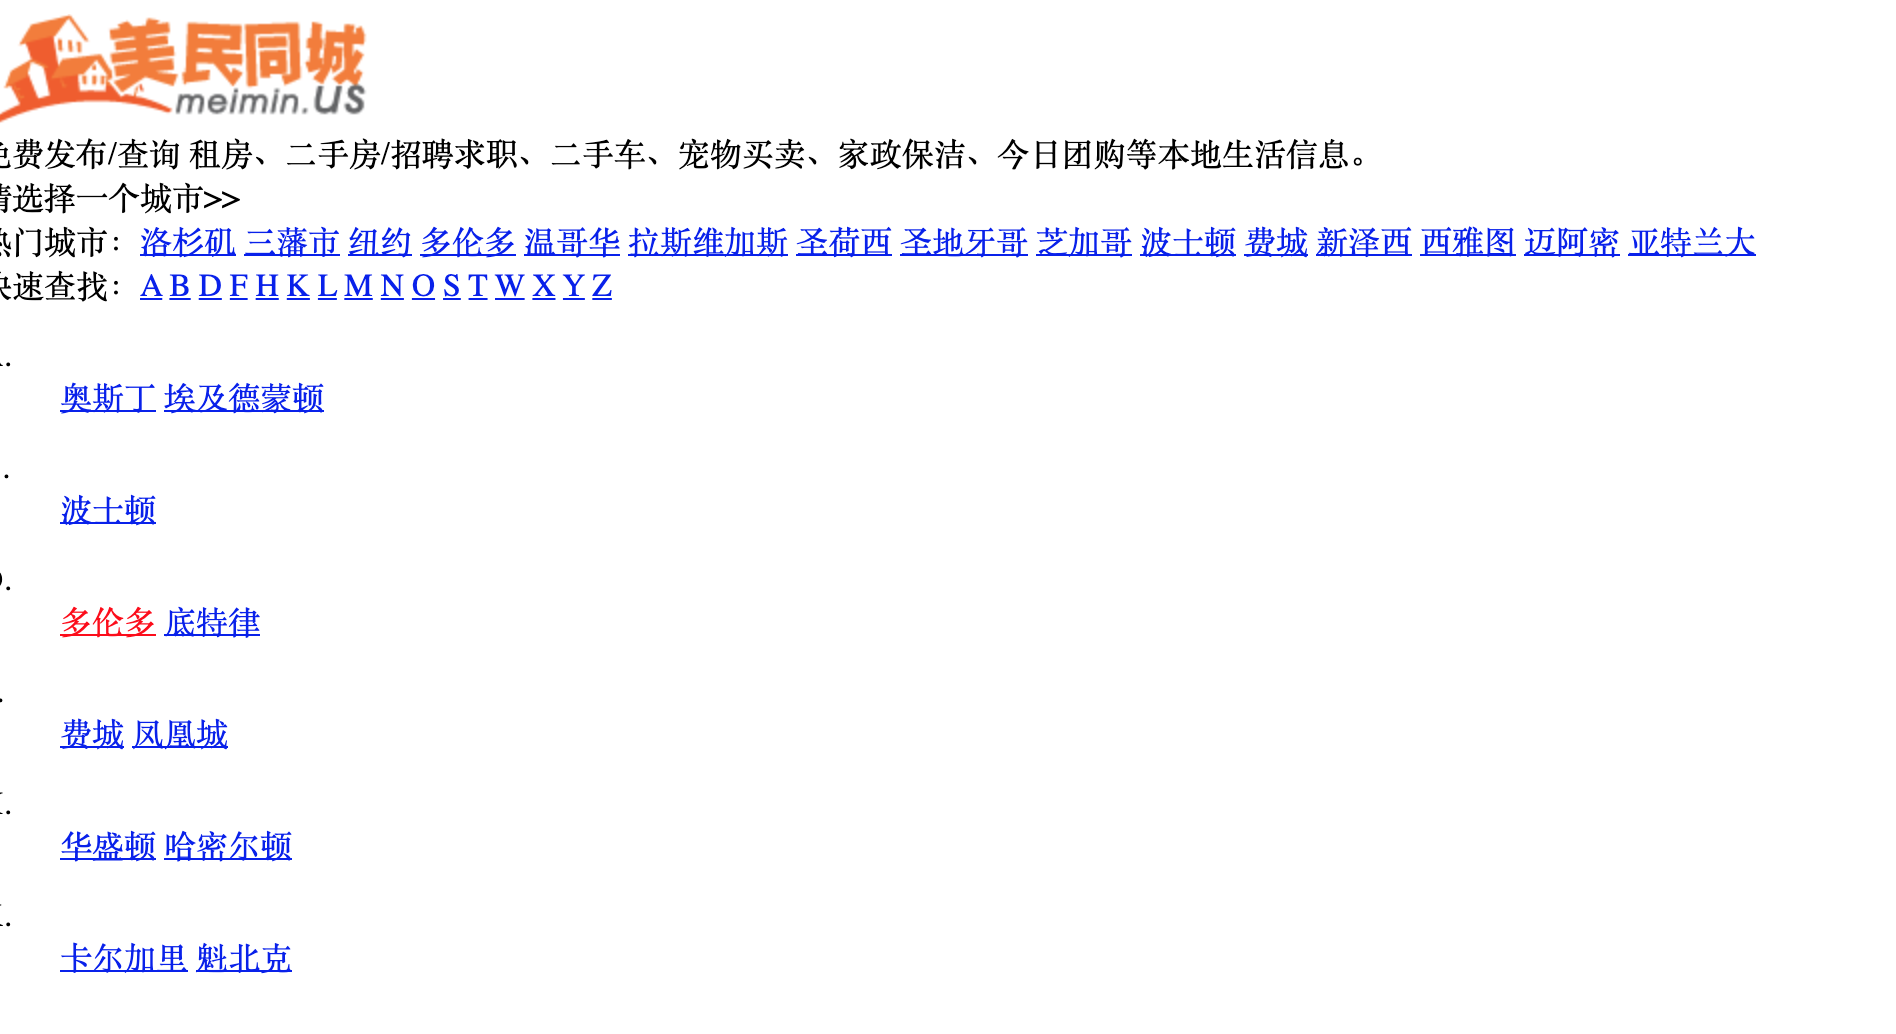 美民同城
meimin.us
免费发布/查询 租房、二手房/招聘求职、二手车、宠物买卖、家政保洁、今日团购等本地生活信息。
请选择一个城市>>
热门城市：洛杉矶 三藩市 纽约 多伦多 温哥华 拉斯维加斯 圣荷西 圣地牙哥 芝加哥 波士顿 费城 新泽西 西雅图 迈阿密 亚特兰大
快速查找：A B D F H K L M N O S T W X Y Z
奥斯丁 埃及德蒙顿
波士顿
D.
多伦多 底特律
费城 凤凰城
华盛顿 哈密尔顿
卡尔加里 魁北克